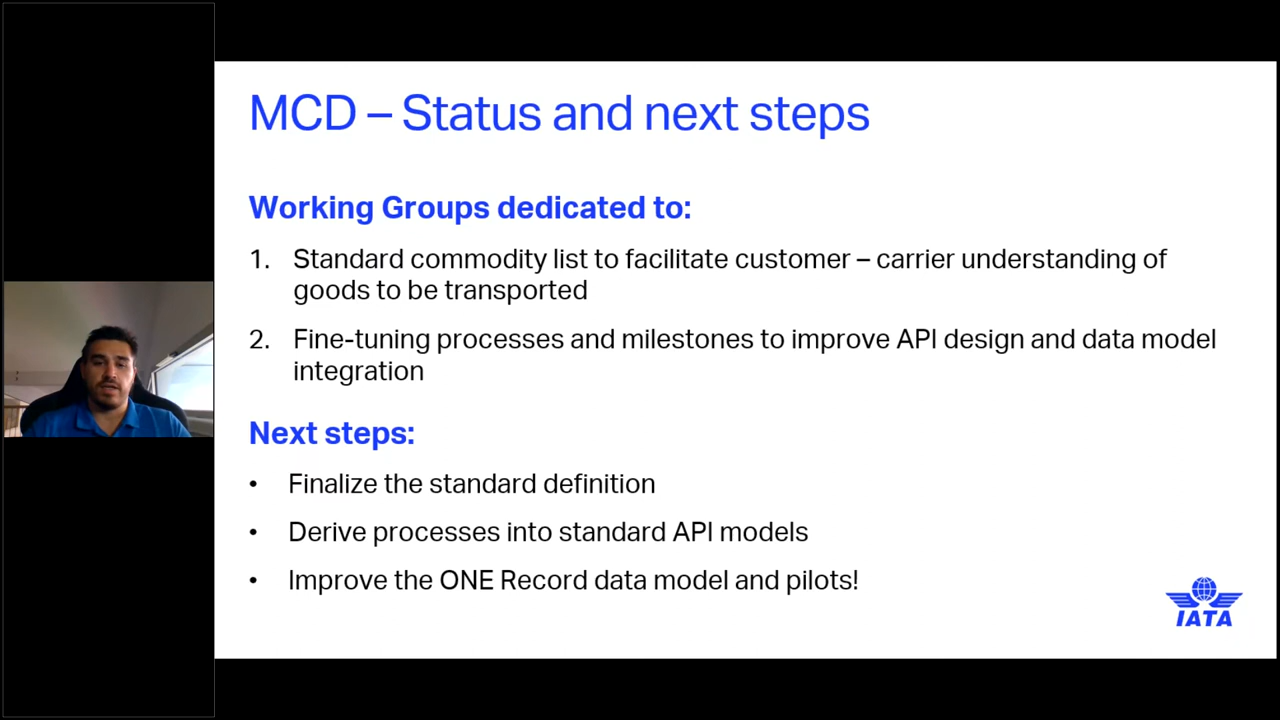 MCD – Status and next steps
Working Groups dedicated to:
1. Standard commodity list to facilitate customer – carrier understanding of
goods to be transported
2. Fine-tuning processes and milestones to improve API design and data model
integration
Next steps:
• Finalize the standard definition
• Derive processes into standard API models
• Improve the ONE Record data model and pilots!
IATA